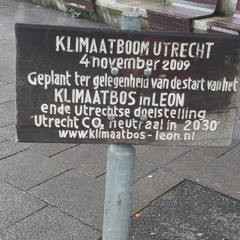 KLIMAATBOOM UTRECHT
4 november 2009
Geplant ter gelegenheid van de start van het
KLIMAATBOS in LEON
en de Utrechtse doelstelling
'Utrecht CO₂ neutraal in 2030'
www.klimaatbos-leon.nl